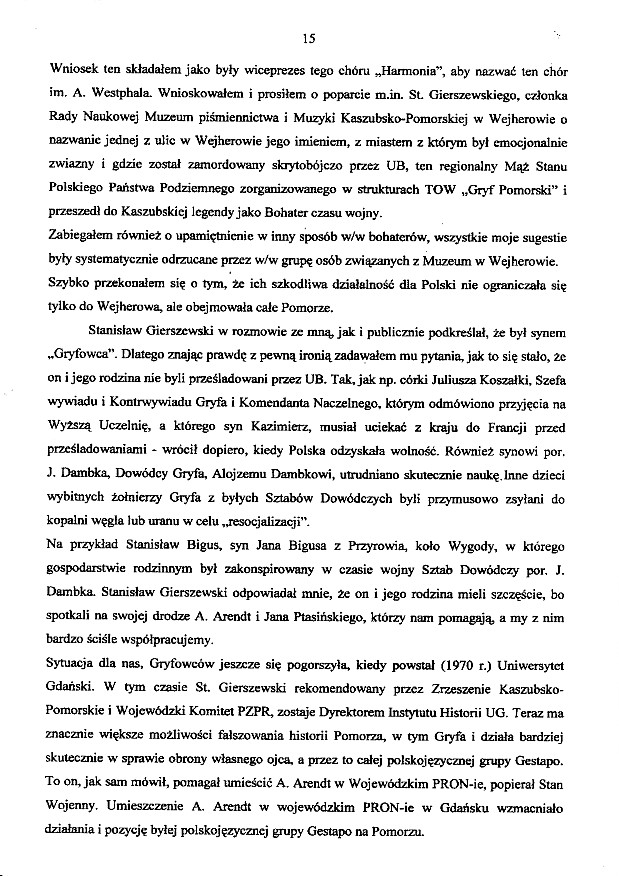 15
Wniosek ten składałem jako były wiceprezes tego chóru „Harmonia”, aby nazwać ten chór
im. A. Westphala. Wnioskowałem i prosiłem o poparcie m.in. St. Gierszewskiego, członka
Rady Naukowej Muzeum piśmiennictwa i Muzyki Kaszubsko-Pomorskiej w Wejherowie o
nazwanie jednej z ulic w Wejherowie jego imieniem, z miastem z którym był emocjonalnie
zwiazny i gdzie został zamordowany skrytobójczo przez UB, ten regionalny Mąż Stanu
Polskiego Państwa Podziemnego zorganizowanego w strukturach TOW „Gryf Pomorski” i
przeszedł do Kaszubskiej legendy jako Bohater czasu wojny.
Zabiegałem również o upamiętnienie w inny sposób w/w bohaterów, wszystkie moje sugestie
były systematycznie odrzucane przez w/w grupę osób związanych z Muzeum w Wejherowie.
Szybko przekonałem się o tym, że ich szkodliwa działalność dla Polski nie ograniczała się
tylko do Wejherowa, ale obejmowała całe Pomorze.
Stanisław Gierszewski w rozmowie ze mną, jak i publicznie podkreślał, że był synem
„Gryfowca”. Dlatego znając prawdę z pewną ironią zadawałem mu pytania, jak to się stało, że
on i jego rodzina nie byli prześladowani przez UB. Tak, jak np. córki Juliusza Koszałki, Szefa
wywiadu i Kontrwywiadu Gryfa i Komendanta Naczelnego, którym odmówiono przyjęcia na
Wyższą Uczelnię, a którego syn Kazimierz, musiał uciekać z kraju do Francji przed
prześladowaniami - wrócił dopiero, kiedy Polska odzyskała wolność. Również synowi por.
J. Dambka, Dowódcy Gryfa, Alojzemu Dambkowi, utrudniano skutecznie naukę. Inne dzieci
wybitnych żołnierzy Gryfa z byłych Sztabów Dowódczych byli przymusowo zsyłani do
kopalni węgla lub uranu w celu „resocjalizacji”.
Na przykład Stanisław Bigus, syn Jana Bigusa z Przyrowia, koło Wygody, w którego
gospodarstwie rodzinnym był zakonspirowany w czasie wojny Sztab Dowódczy por. J.
Dambka. Stanisław Gierszewski odpowiadał mnie, że on i jego rodzina mieli szczęście, bo
spotkali na swojej drodze A. Arendt i Jana Ptasińskiego, którzy nam pomagają, a my z nim
bardzo ściśle współpracujemy.
Sytuacja dla nas, Gryfowców jeszcze się pogorszyła, kiedy powstał (1970 r.) Uniwersytet
Gdański. W tym czasie St. Gierszewski rekomendowany przez Zrzeszenie Kaszubsko-
Pomorskie i Wojewódzki Komitet PZPR, zostaje Dyrektorem Instytutu Historii UG. Teraz ma
znacznie większe możliwości fałszowania historii Pomorza, w tym Gryfa i działa bardziej
skutecznie w sprawie obrony własnego ojca, a przez to całej polskojęzycznej grupy Gestapo.
To on, jak sam mówił, pomagał umieścić A. Arendt w Wojewódzkim PRON-ie, popierał Stan
Wojenny. Umieszczenie A. Arendt w wojewódzkim PRON-ie w Gdańsku wzmacniało
działania i pozycję byłej polskojęzycznej grupy Gestapo na Pomorzu.